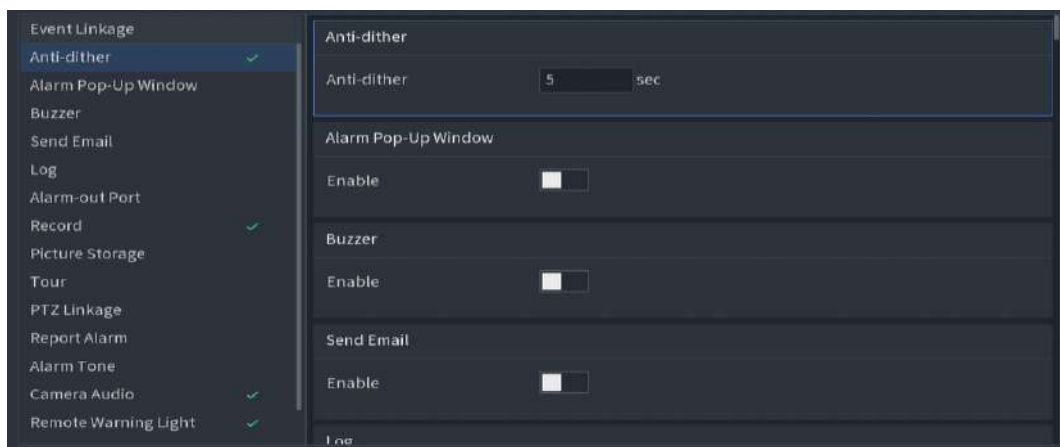 Event Linkage
Anti-dither
Alarm Pop-Up Window
Buzzer
Send Email
Log
Alarm-out Port
Record
Picture Storage
Tour
PTZ Linkage
Report Alarm
Alarm Tone
Camera Audio
Remote Warning Light
Anti-dither
Anti-dither 5 sec
Alarm Pop-Up Window
Enable
Buzzer
Enable
Send Email
Enable
Log